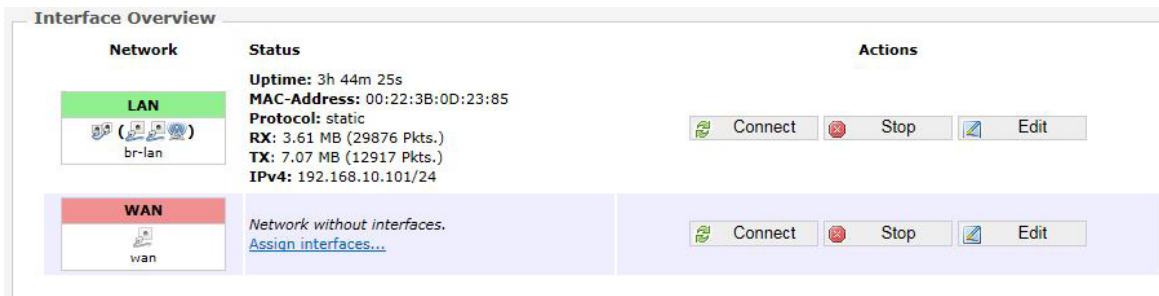 Interface Overview
Network Status Actions
LAN
br-lan
Uptime: 3h 44m 25s
MAC-Address: 00:22:3B:0D:23:85
Protocol: static
RX: 3.61 MB (29876 Pkts.)
TX: 7.07 MB (12917 Pkts.)
IPv4: 192.168.10.101/24
Connect Stop Edit
WAN
wan
Network without interfaces.
Assign interfaces...
Connect Stop Edit